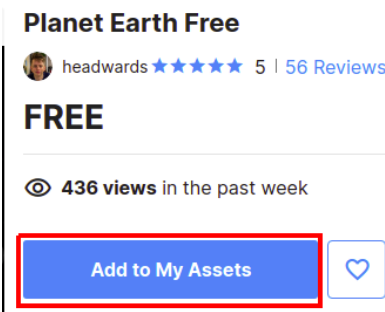 Planet Earth Free
headwards 5 | 56 Reviews
FREE
436 views in the past week
Add to My Assets